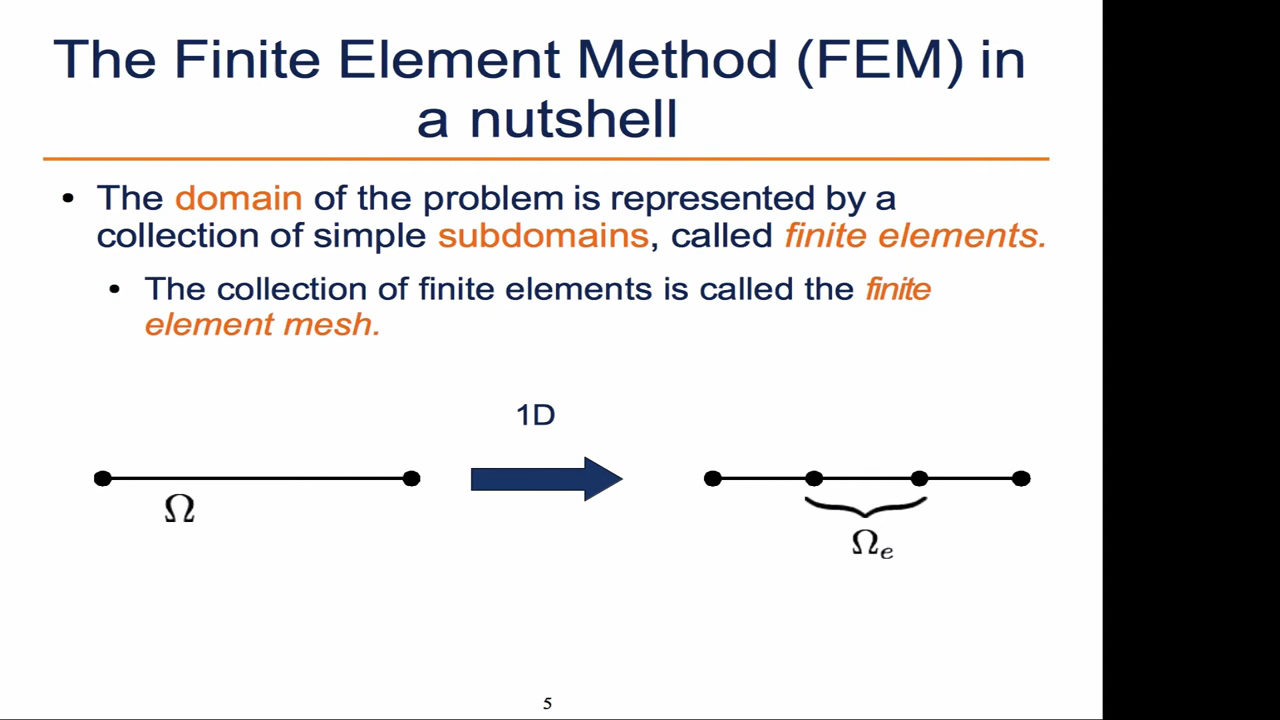 The Finite Element Method (FEM) in
a nutshell
• The domain of the problem is represented by a
collection of simple subdomains, called finite elements.
• The collection of finite elements is called the finite
element mesh.
1D
Ω
Ωₑ
5